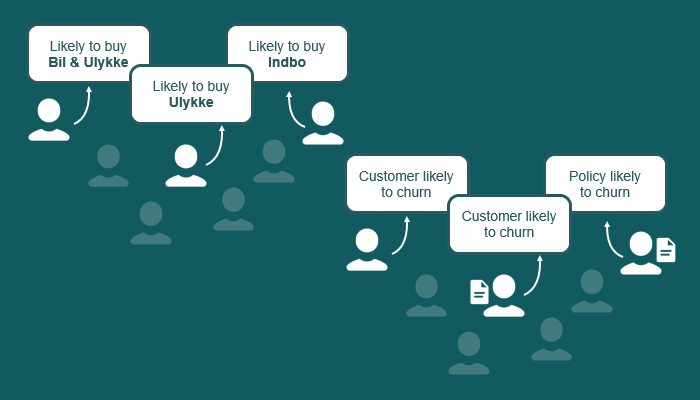 Likely to buy
Bil & Ulykke
Likely to buy
Ulykke
Likely to buy
Indbo
Customer likely
to churn
Customer likely
to churn
Policy likely
to churn